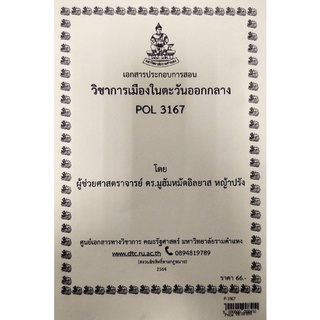 เอกสารประกอบการสอน
วิชาการเมืองในตะวันออกกลาง
POL 3167
โดย
ผู้ช่วยศาสตราจารย์ ดร.มูฮัมหมัดอิลยาส หญ้าปรัง
ศูนย์เอกสารทางวิชาการ คณะรัฐศาสตร์ มหาวิทยาลัยรามคำแหง
www.dtc.ru.ac.th 0894819789
(สงวนลิขสิทธิ์ตามกฎหมาย)
2564
ราคา 66.-
P-3167